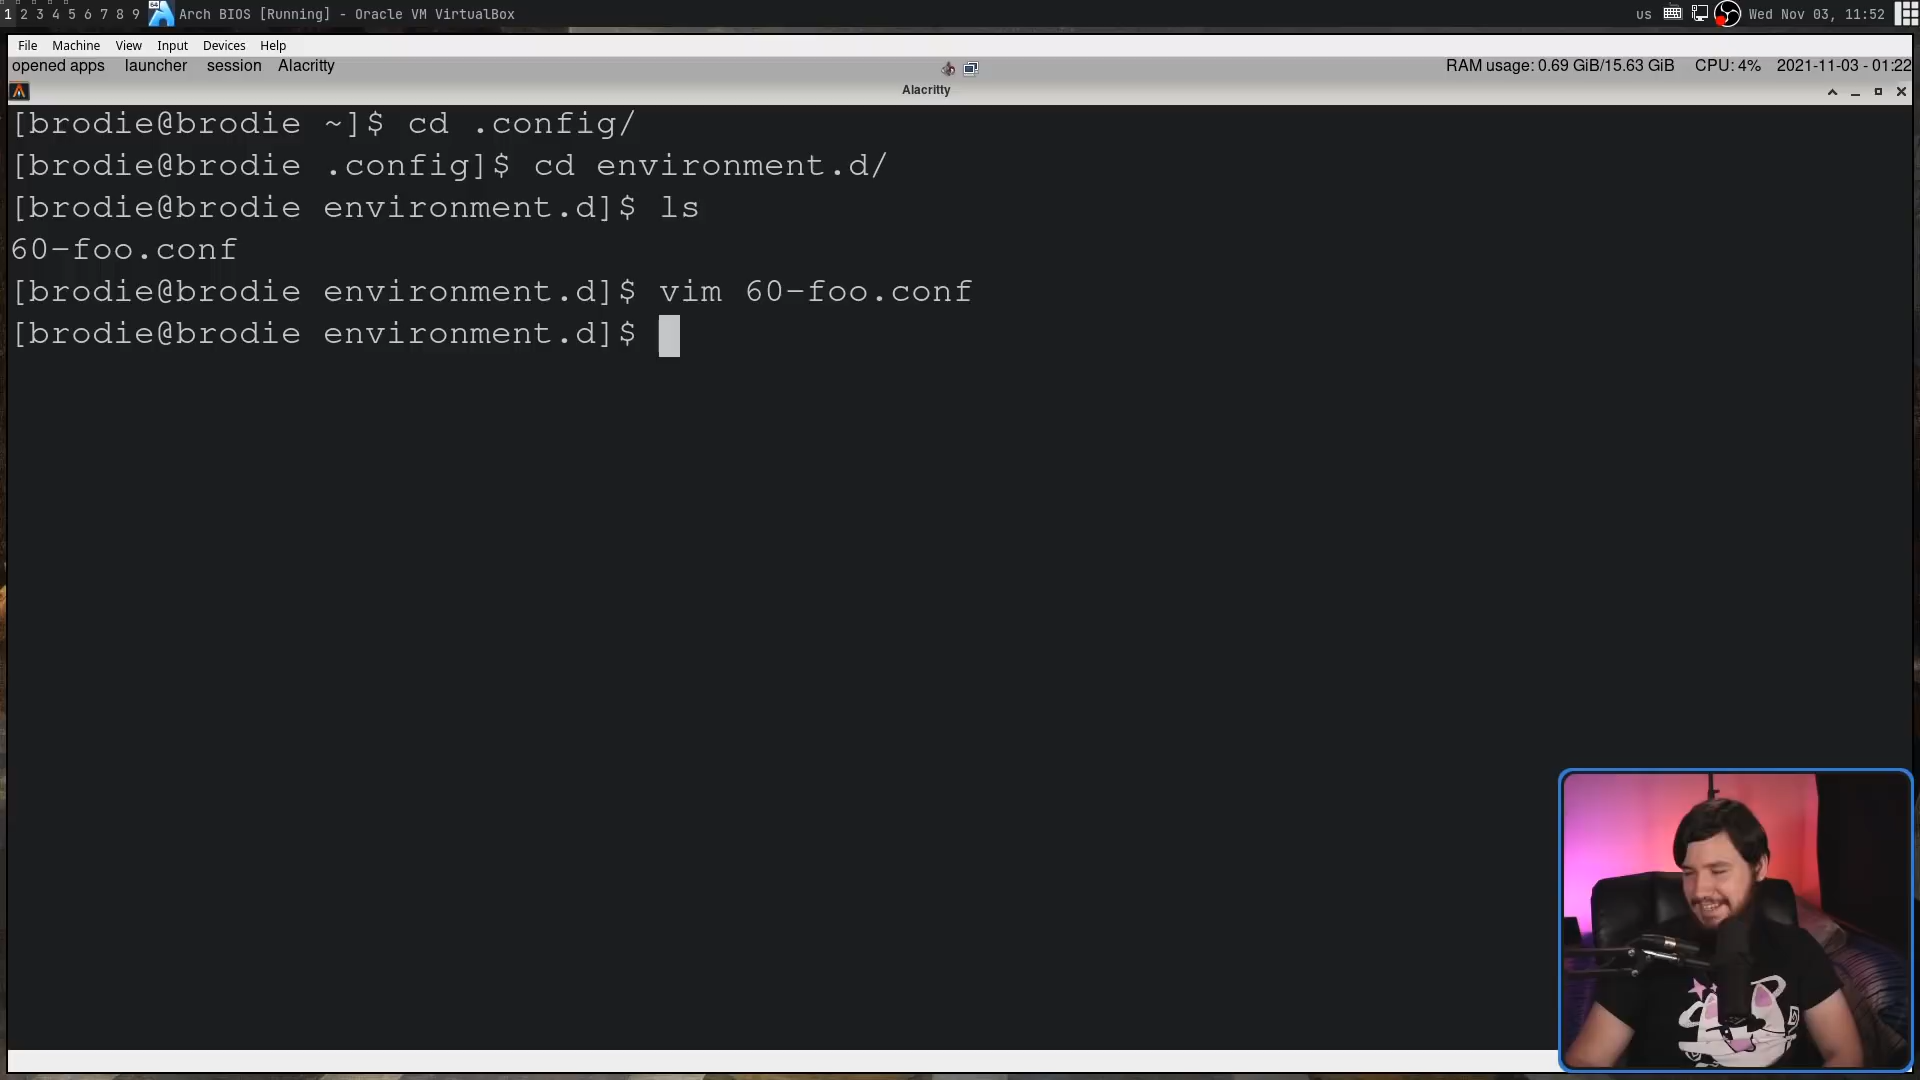 1 2 3 4 5 6 7 8 9 64 Arch BIOS [Running] - Oracle VM VirtualBox us Wed Nov 03, 11:52
File Machine View Input Devices Help
opened apps launcher session Alacritty RAM usage: 0.69 GiB/15.63 GiB CPU: 4% 2021-11-03 - 01:22
Alacritty
[brodie@brodie ~]$ cd .config/
[brodie@brodie .config]$ cd environment.d/
[brodie@brodie environment.d]$ ls
60-foo.conf
[brodie@brodie environment.d]$ vim 60-foo.conf
[brodie@brodie environment.d]$